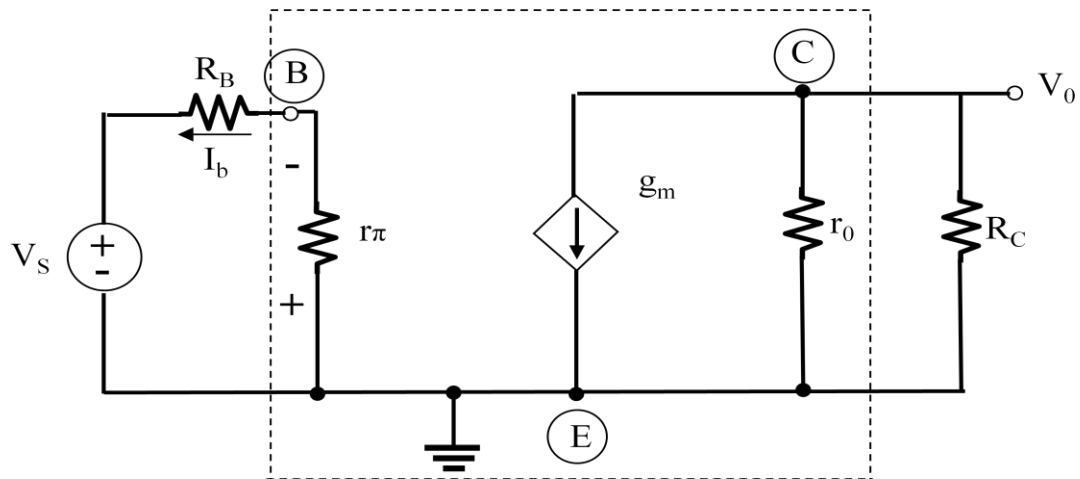 R_B
B
C
V_0
I_b
-
g_m
rπ
r_0
R_C
V_S
+
-
+
E